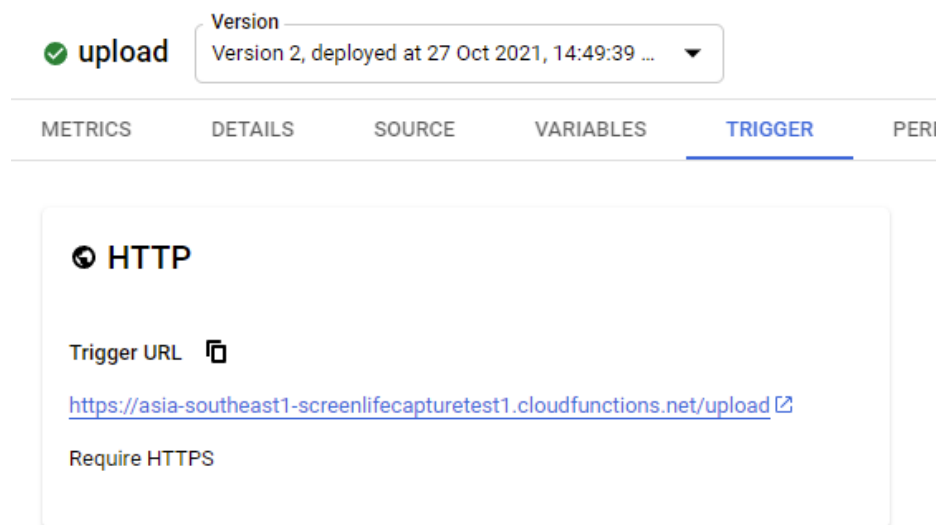 Version
upload
Version 2, deployed at 27 Oct 2021, 14:49:39 ...
METRICS DETAILS SOURCE VARIABLES TRIGGER PERI
HTTP
Trigger URL
https://asia-southeast1-screenlifecapturetest1.cloudfunctions.net/upload
Require HTTPS